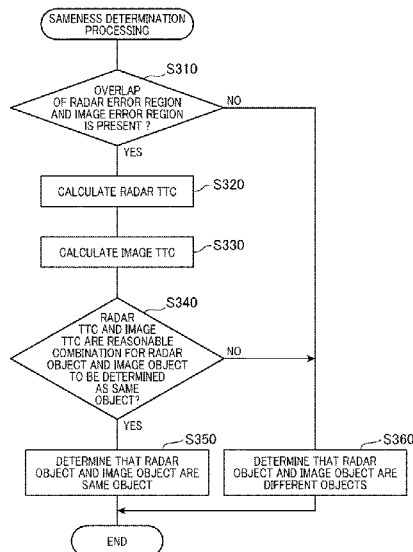 SAMENESS DETERMINATION
PROCESSING
S310
OVERLAP
OF RADAR ERROR REGION
AND IMAGE ERROR REGION
IS PRESENT ?
NO
YES
S320
CALCULATE RADAR TTC
S330
CALCULATE IMAGE TTC
S340
RADAR
TTC AND IMAGE
TTC ARE REASONABLE
COMBINATION FOR RADAR
OBJECT AND IMAGE OBJECT
TO BE DETERMINED
AS SAME
OBJECT?
NO
YES
S350
DETERMINE THAT RADAR
OBJECT AND IMAGE OBJECT ARE
SAME OBJECT
S360
DETERMINE THAT RADAR
OBJECT AND IMAGE OBJECT ARE
DIFFERENT OBJECTS
END